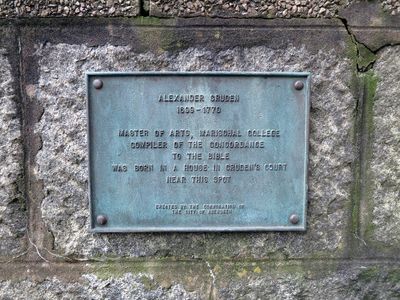 ALEXANDER CRUDEN
1699-1770
MASTER OF ARTS, MARISCHAL COLLEGE
COMPILER OF THE CONCORDANCE
TO THE BIBLE
WAS BORN IN A HOUSE IN CRUDEN'S COURT
NEAR THIS SPOT
ERECTED BY THE CORPORATION OF
THE CITY OF ABERDEEN